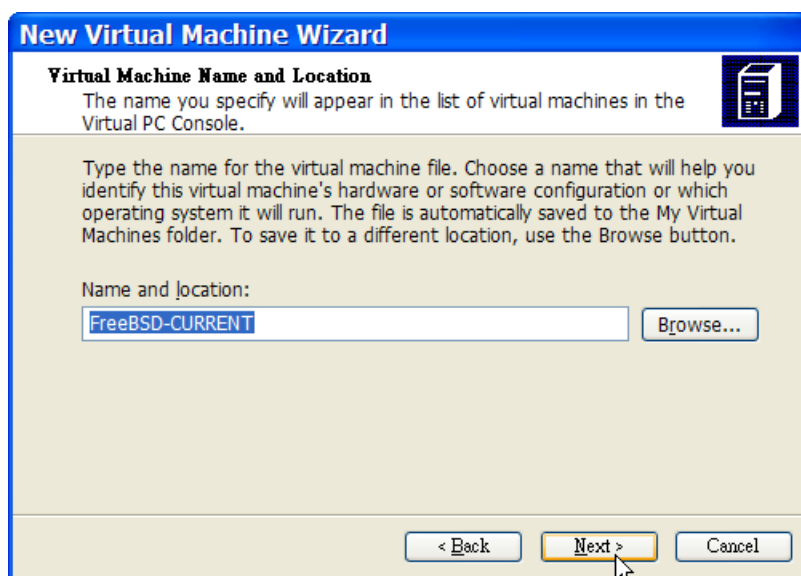 New Virtual Machine Wizard
Virtual Machine Name and Location
The name you specify will appear in the list of virtual machines in the
Virtual PC Console.
Type the name for the virtual machine file. Choose a name that will help you
identify this virtual machine's hardware or software configuration or which
operating system it will run. The file is automatically saved to the My Virtual
Machines folder. To save it to a different location, use the Browse button.
Name and location:
FreeBSD-CURRENT
Browse...
< Back
Next >
Cancel